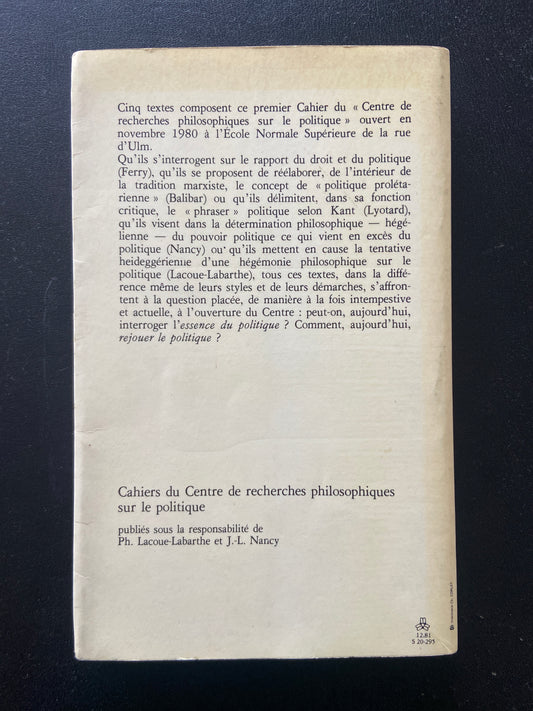 Cinq textes composent ce premier Cahier du « Centre de
recherches philosophiques sur le politique » ouvert en
novembre 1980 à l'École Normale Supérieure de la rue
d'Ulm.
Qu'ils s'interrogent sur le rapport du droit et du politique
(Ferry), qu'ils se proposent de réélaborer, de l'intérieur de
la tradition marxiste, le concept de « politique proléta-
rienne » (Balibar) ou qu'ils délimitent, dans sa fonction
critique, le « phraser » politique selon Kant (Lyotard),
qu'ils visent dans la détermination philosophique — hégé-
lienne — du pouvoir politique ce qui vient en excès du
politique (Nancy) ou qu'ils mettent en cause la tentative
heideggérienne d'une hégémonie philosophique sur le
politique (Lacoue-Labarthe), tous ces textes, dans la diffé-
rence même de leurs styles et de leurs démarches, s'affron-
tent à la question placée, de manière à la fois intempestive
et actuelle, à l'ouverture du Centre : peut-on, aujourd'hui,
interroger l'essence du politique ? Comment, aujourd'hui,
rejouer le politique ?
Cahiers du Centre de recherches philosophiques
sur le politique
publiés sous la responsabilité de
Ph. Lacoue-Labarthe et J.-L. Nancy
12.81
S 20-295